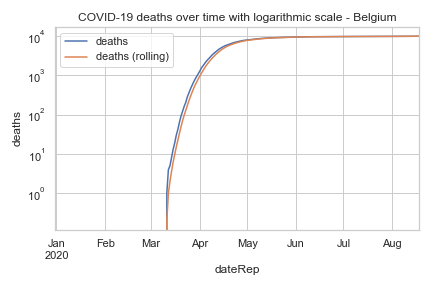 COVID-19 deaths over time with logarithmic scale - Belgium
deaths
deaths (rolling)
10⁴
10³
10²
10¹
10⁰
deaths
Jan Feb Mar Apr May Jun Jul Aug
2020
dateRep